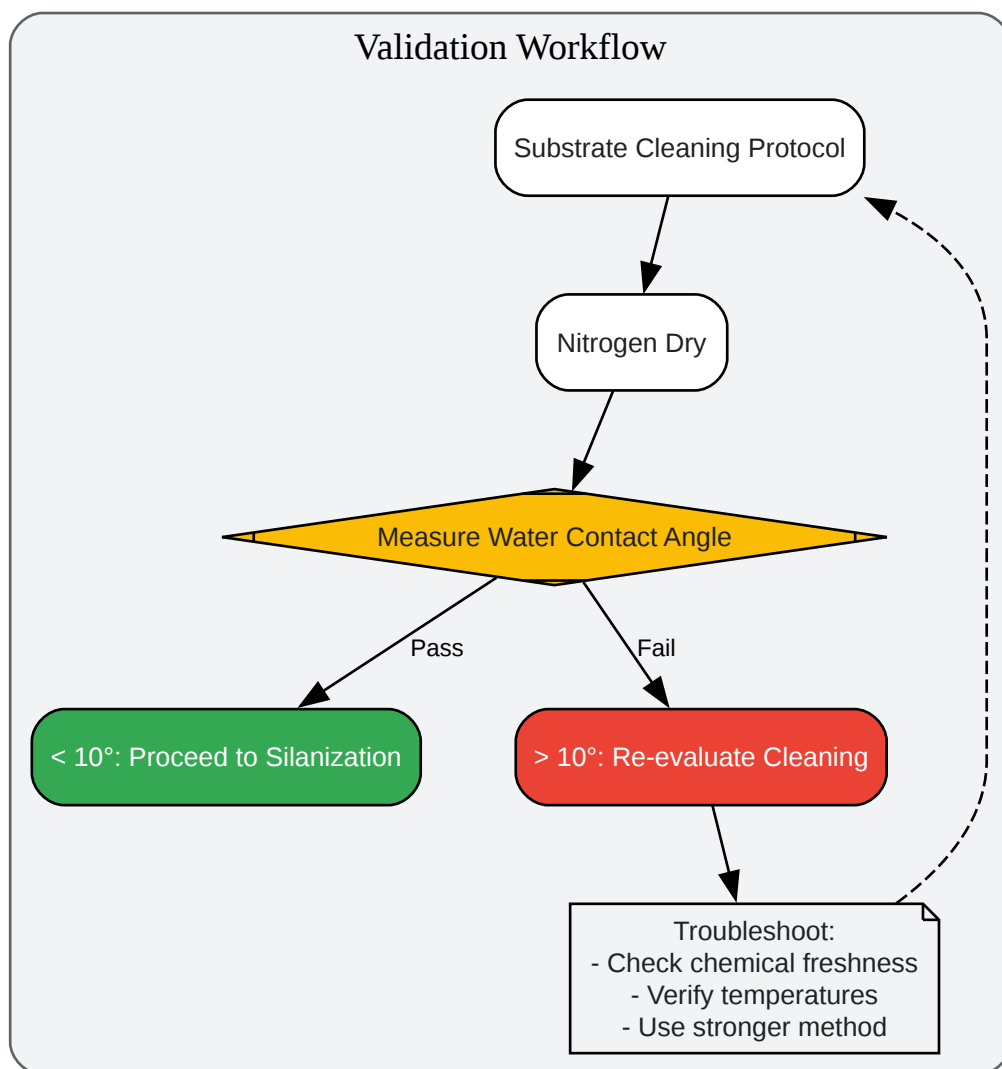 Validation Workflow
Substrate Cleaning Protocol
Nitrogen Dry
Measure Water Contact Angle
Pass
Fail
< 10°: Proceed to Silanization
> 10°: Re-evaluate Cleaning
Troubleshoot:
- Check chemical freshness
- Verify temperatures
- Use stronger method